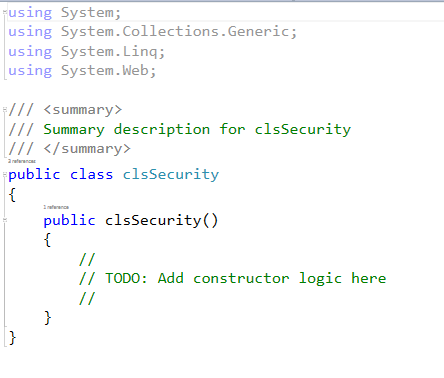 using System;
using System.Collections.Generic;
using System.Linq;
using System.Web;
/// <summary>
/// Summary description for clsSecurity
/// </summary>
3 references
public class clsSecurity
{
1 reference
public clsSecurity()
{
//
// TODO: Add constructor logic here
//
}
}